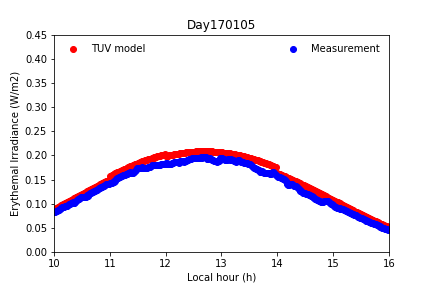 Day170105
TUV model
Measurement
Erythemal Irradiance (W/m2)
0.45
0.40
0.35
0.30
0.25
0.20
0.15
0.10
0.05
0.00
10 11 12 13 14 15 16
Local hour (h)